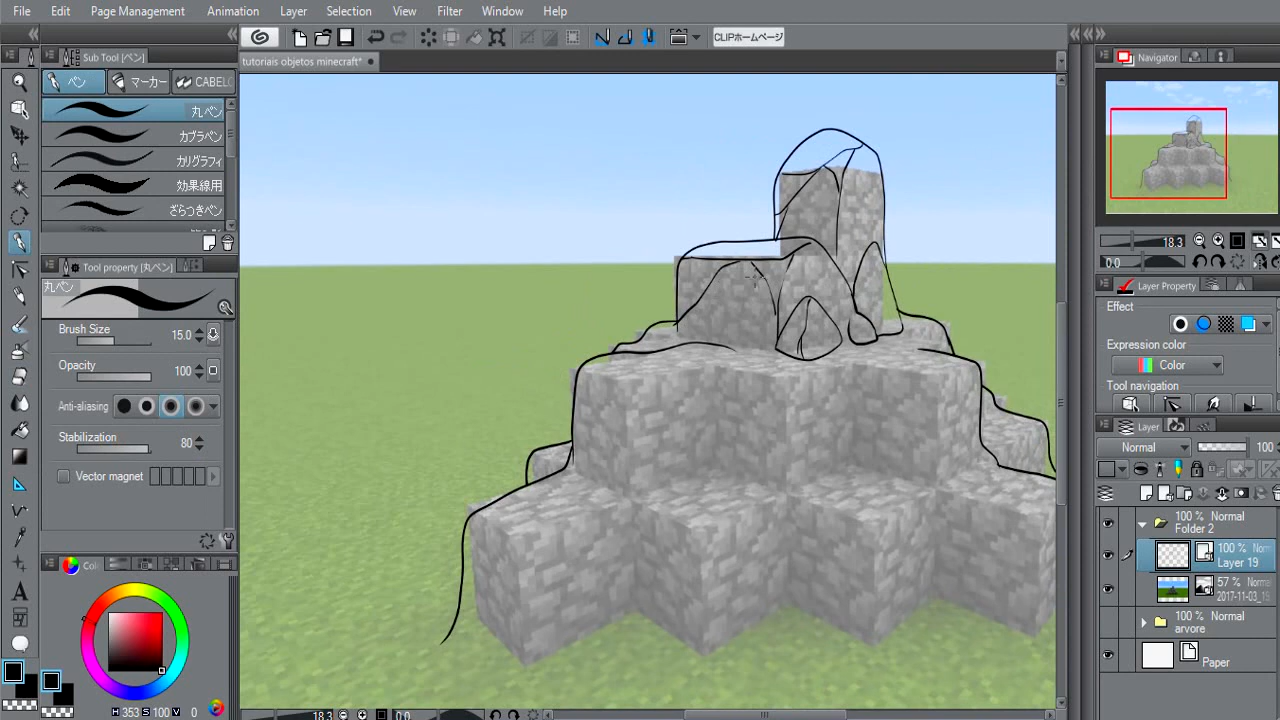 File Edit Page Management Animation Layer Selection View Filter Window Help
CLIPホームページ
Sub Tool [ペン]
tutoriais objetos minecraft*
Navigator
ペン マーカー CABELO
丸ペン
カブラペン
カリグラフィ
効果線用
ざらつきペン
18.3
0.0
Tool property [丸ペン]
丸ペン
Layer Property
Effect
Brush Size 15.0
Expression color
Opacity 100
Color
Tool navigation
Anti-aliasing
Layer
Stabilization 80
Normal 100
Vector magnet
100 % Normal
Folder 2
100 % Norm
Layer 19
57 % Normal
2017-11-03_15
100 % Normal
arvore
Paper
H 353 S 100 V 0
18.3 0.0